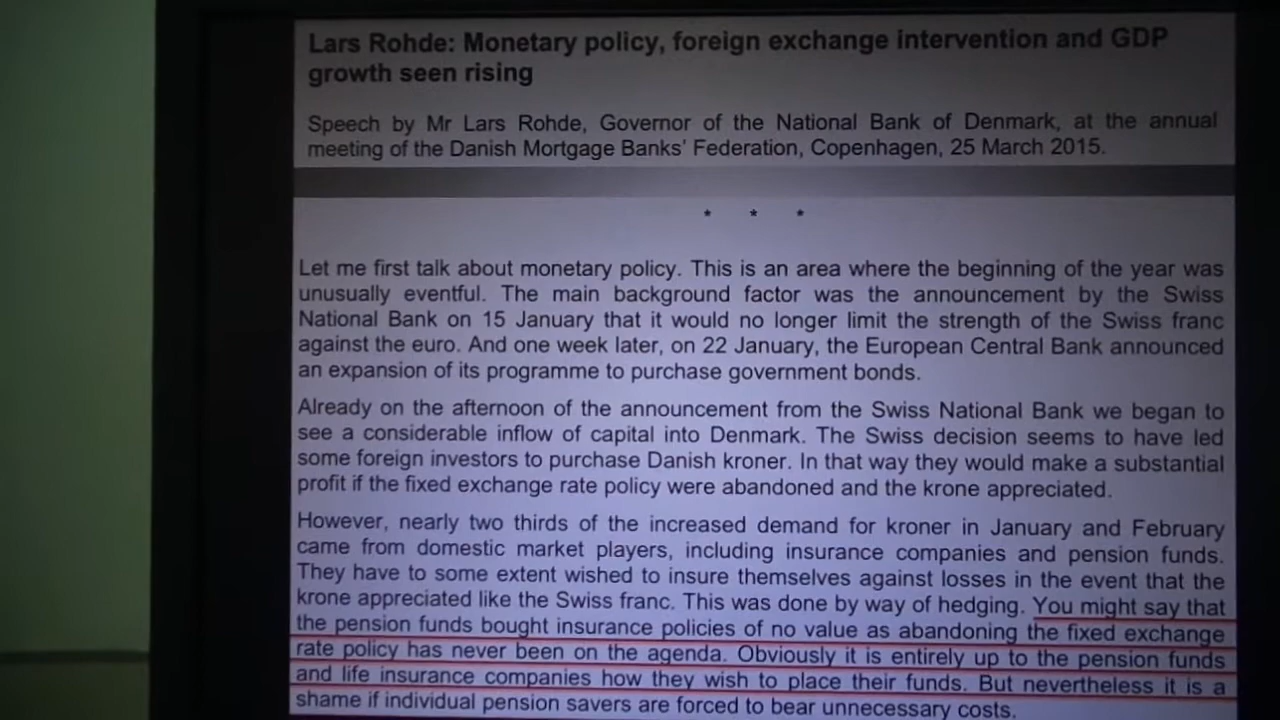 Lars Rohde: Monetary policy, foreign exchange intervention and GDP
growth seen rising
Speech by Mr Lars Rohde, Governor of the National Bank of Denmark, at the annual
meeting of the Danish Mortgage Banks' Federation, Copenhagen, 25 March 2015.
* * *
Let me first talk about monetary policy. This is an area where the beginning of the year was
unusually eventful. The main background factor was the announcement by the Swiss
National Bank on 15 January that it would no longer limit the strength of the Swiss franc
against the euro. And one week later, on 22 January, the European Central Bank announced
an expansion of its programme to purchase government bonds.
Already on the afternoon of the announcement from the Swiss National Bank we began to
see a considerable inflow of capital into Denmark. The Swiss decision seems to have led
some foreign investors to purchase Danish kroner. In that way they would make a substantial
profit if the fixed exchange rate policy were abandoned and the krone appreciated.
However, nearly two thirds of the increased demand for kroner in January and February
came from domestic market players, including insurance companies and pension funds.
They have to some extent wished to insure themselves against losses in the event that the
krone appreciated like the Swiss franc. This was done by way of hedging. You might say that
the pension funds bought insurance policies of no value as abandoning the fixed exchange
rate policy has never been on the agenda. Obviously it is entirely up to the pension funds
and life insurance companies how they wish to place their funds. But nevertheless it is a
shame if individual pension savers are forced to bear unnecessary costs.